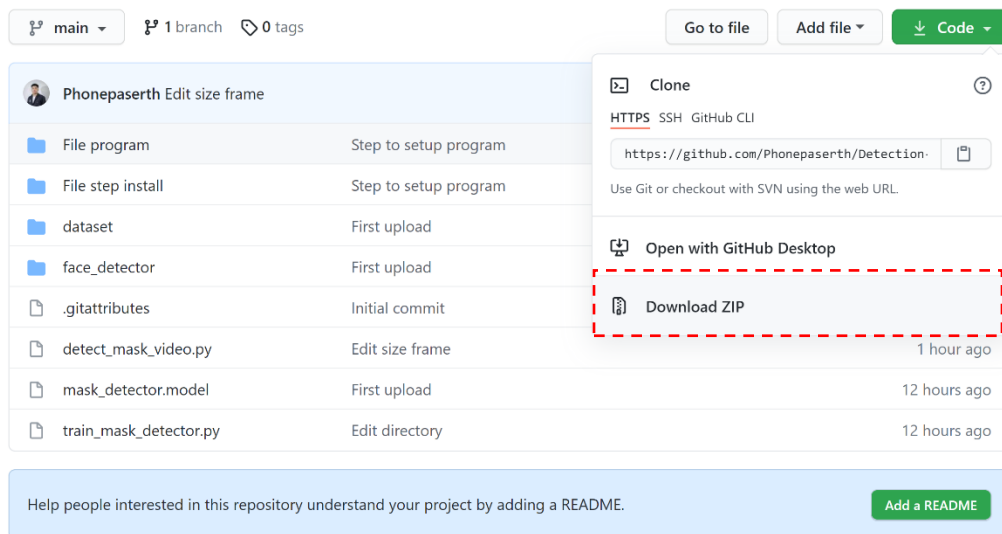 main
1 branch
0 tags
Go to file
Add file
Code
Phonepaserth Edit size frame
File program Step to setup program
File step install Step to setup program
dataset First upload
face_detector First upload
.gitattributes Initial commit
detect_mask_video.py Edit size frame 1 hour ago
mask_detector.model First upload 12 hours ago
train_mask_detector.py Edit directory 12 hours ago
Clone
HTTPS SSH GitHub CLI
https://github.com/Phonepaserth/Detection-
Use Git or checkout with SVN using the web URL.
Open with GitHub Desktop
Download ZIP
Help people interested in this repository understand your project by adding a README.
Add a README